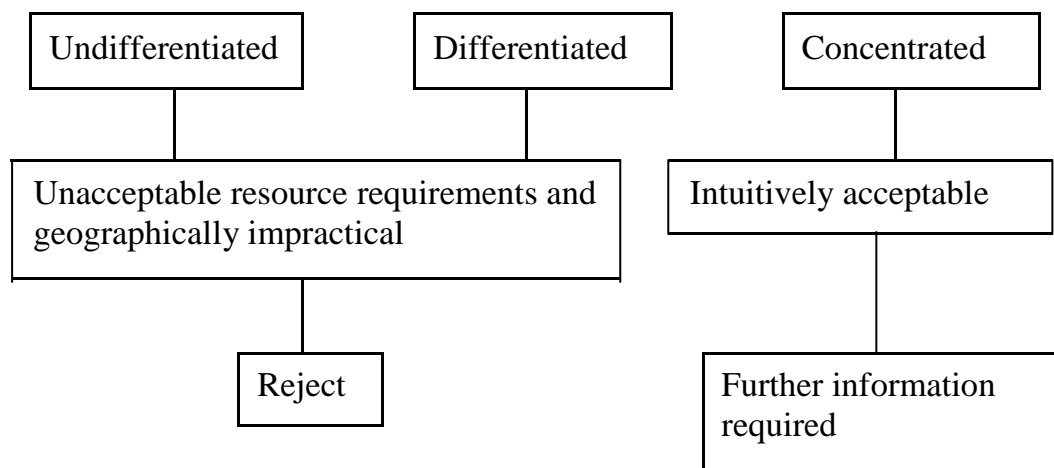 Undifferentiated
Differentiated
Concentrated
Unacceptable resource requirements and
geographically impractical
Intuitively acceptable
Reject
Further information
required